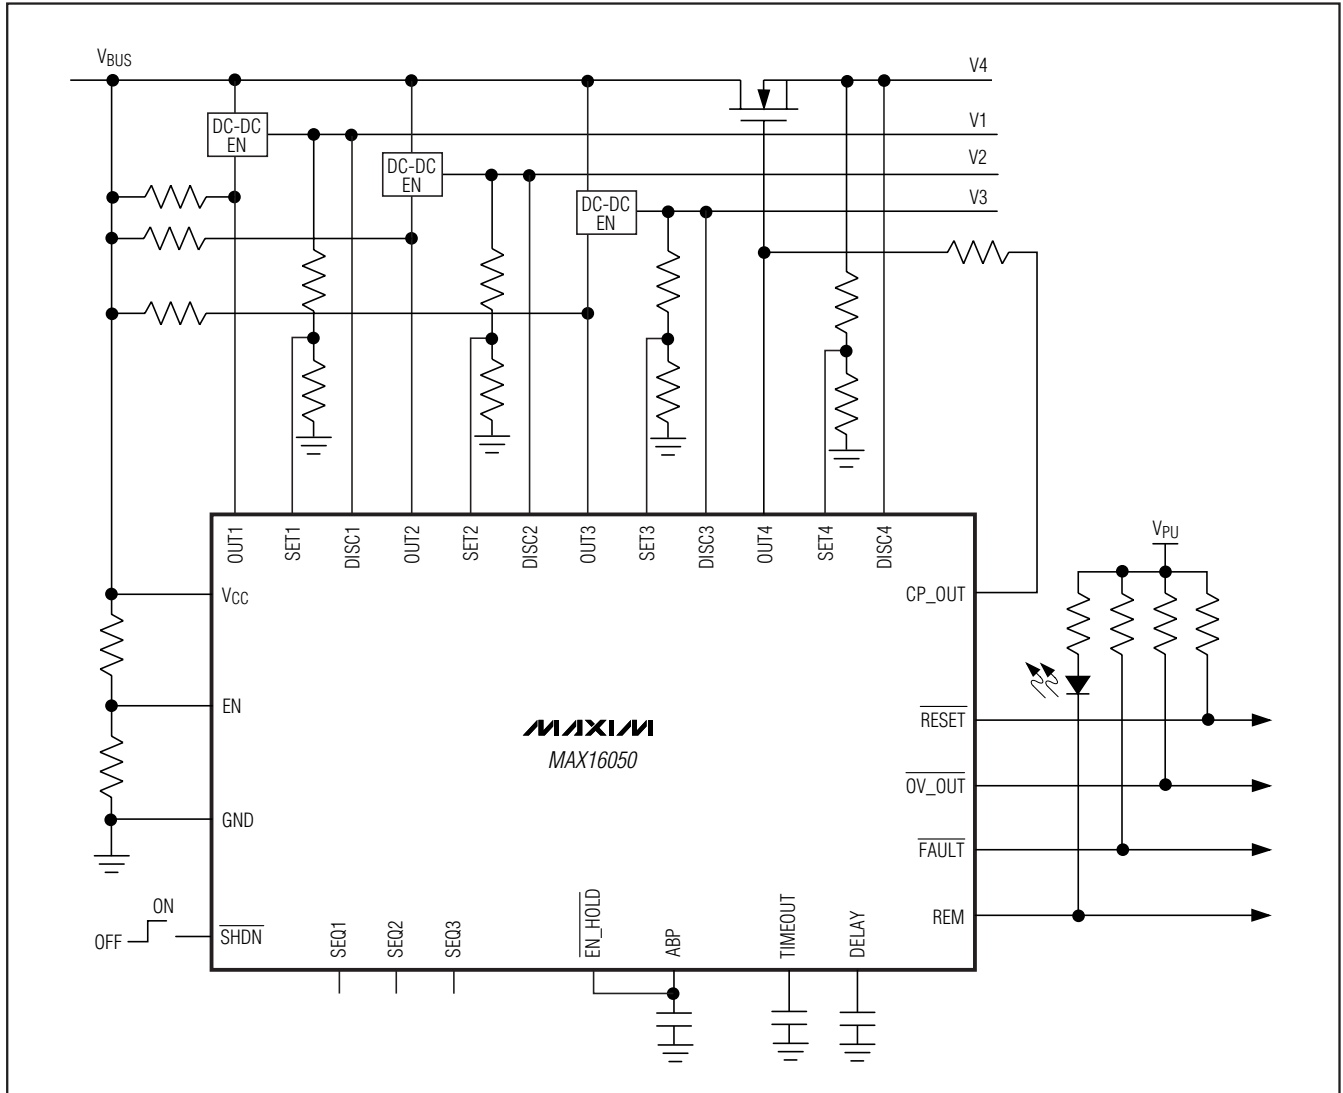 VBUS
V4
DC-DC
EN
V1
DC-DC
EN
V2
DC-DC
EN
V3
OUT1
SET1
DISC1
OUT2
SET2
DISC2
OUT3
SET3
DISC3
OUT4
SET4
DISC4
VPU
VCC
CP_OUT
EN
RESET
MAXIM
MAX16050
OV_OUT
GND
FAULT
ON
OFF
SHDN
REM
SEQ1
SEQ2
SEQ3
EN_HOLD
ABP
TIMEOUT
DELAY